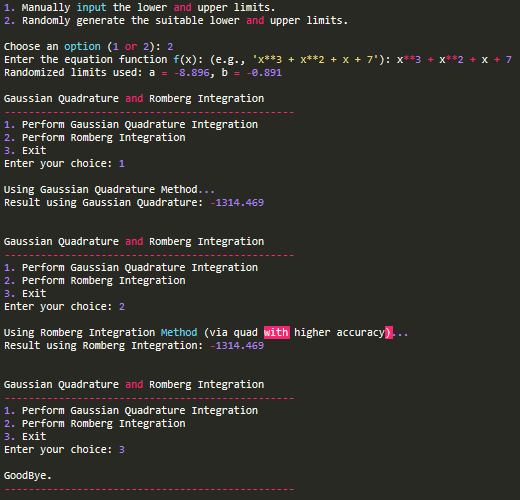 1. Manually input the lower and upper limits.
2. Randomly generate the suitable lower and upper limits.
Choose an option (1 or 2): 2
Enter the equation function f(x): (e.g., 'x**3 + x**2 + x + 7'): x**3 + x**2 + x + 7
Randomized limits used: a = -8.896, b = -0.891
Gaussian Quadrature and Romberg Integration
------------------------------------------------
1. Perform Gaussian Quadrature Integration
2. Perform Romberg Integration
3. Exit
Enter your choice: 1
Using Gaussian Quadrature Method...
Result using Gaussian Quadrature: -1314.469
Gaussian Quadrature and Romberg Integration
------------------------------------------------
1. Perform Gaussian Quadrature Integration
2. Perform Romberg Integration
3. Exit
Enter your choice: 2
Using Romberg Integration Method (via quad with higher accuracy)...
Result using Romberg Integration: -1314.469
Gaussian Quadrature and Romberg Integration
------------------------------------------------
1. Perform Gaussian Quadrature Integration
2. Perform Romberg Integration
3. Exit
Enter your choice: 3
GoodBye.
------------------------------------------------